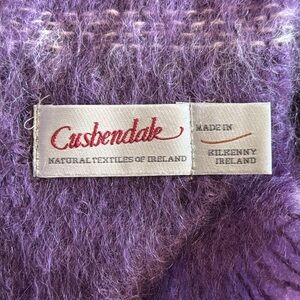 Cushendale
NATURAL TEXTILES OF IRELAND
MADE IN
KILKENNY
IRELAND